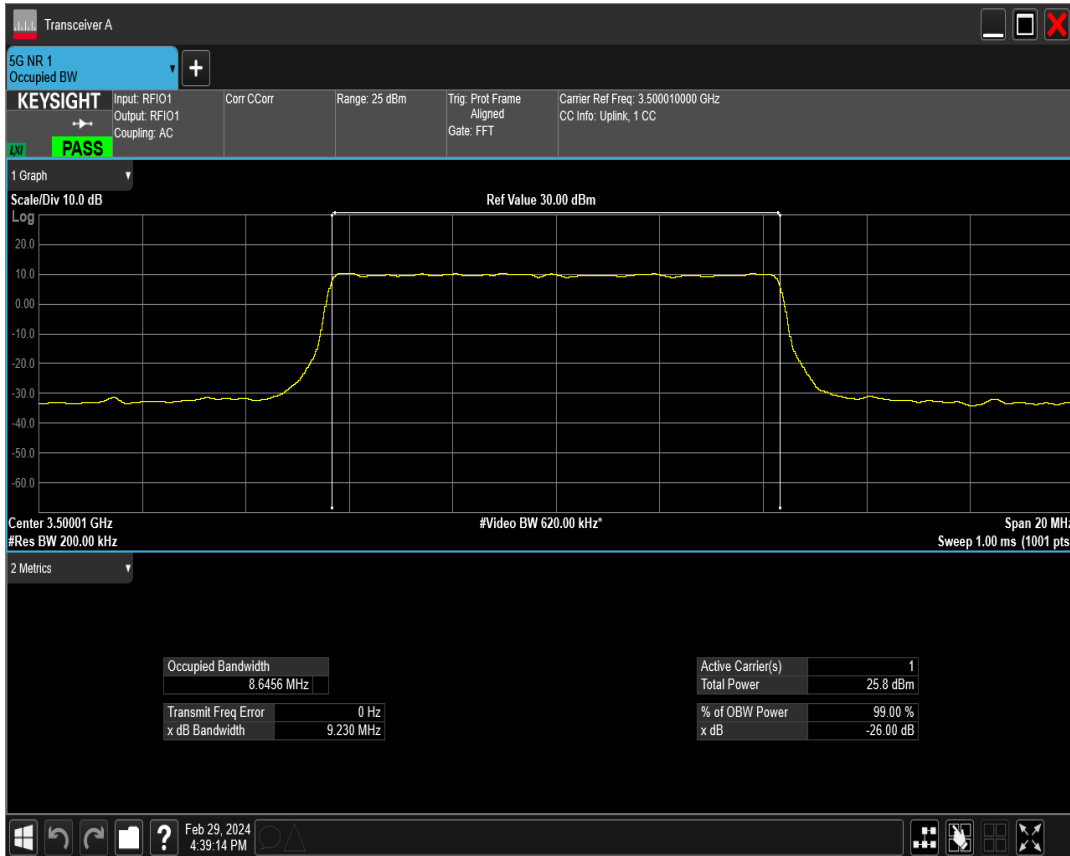 Transceiver A
5G NR 1
Occupied BW
KEYSIGHT
Input: RFIO1
Output: RFIO1
Coupling: AC
Corr CCorr
Range: 25 dBm
Trig: Prot Frame
Aligned
Gate: FFT
Carrier Ref Freq: 3.500010000 GHz
CC Info: Uplink, 1 CC
LXI
PASS
1 Graph
Scale/Div 10.0 dB
Ref Value 30.00 dBm
Log
20.0
10.0
0.00
-10.0
-20.0
-30.0
-40.0
-50.0
-60.0
Center 3.50001 GHz
#Video BW 620.00 kHz*
Span 20 MHz
#Res BW 200.00 kHz
Sweep 1.00 ms (1001 pts
2 Metrics
Occupied Bandwidth
8.6456 MHz
Transmit Freq Error 0 Hz
x dB Bandwidth 9.230 MHz
Active Carrier(s) 1
Total Power 25.8 dBm
% of OBW Power 99.00 %
x dB -26.00 dB
?
Feb 29, 2024
4:39:14 PM